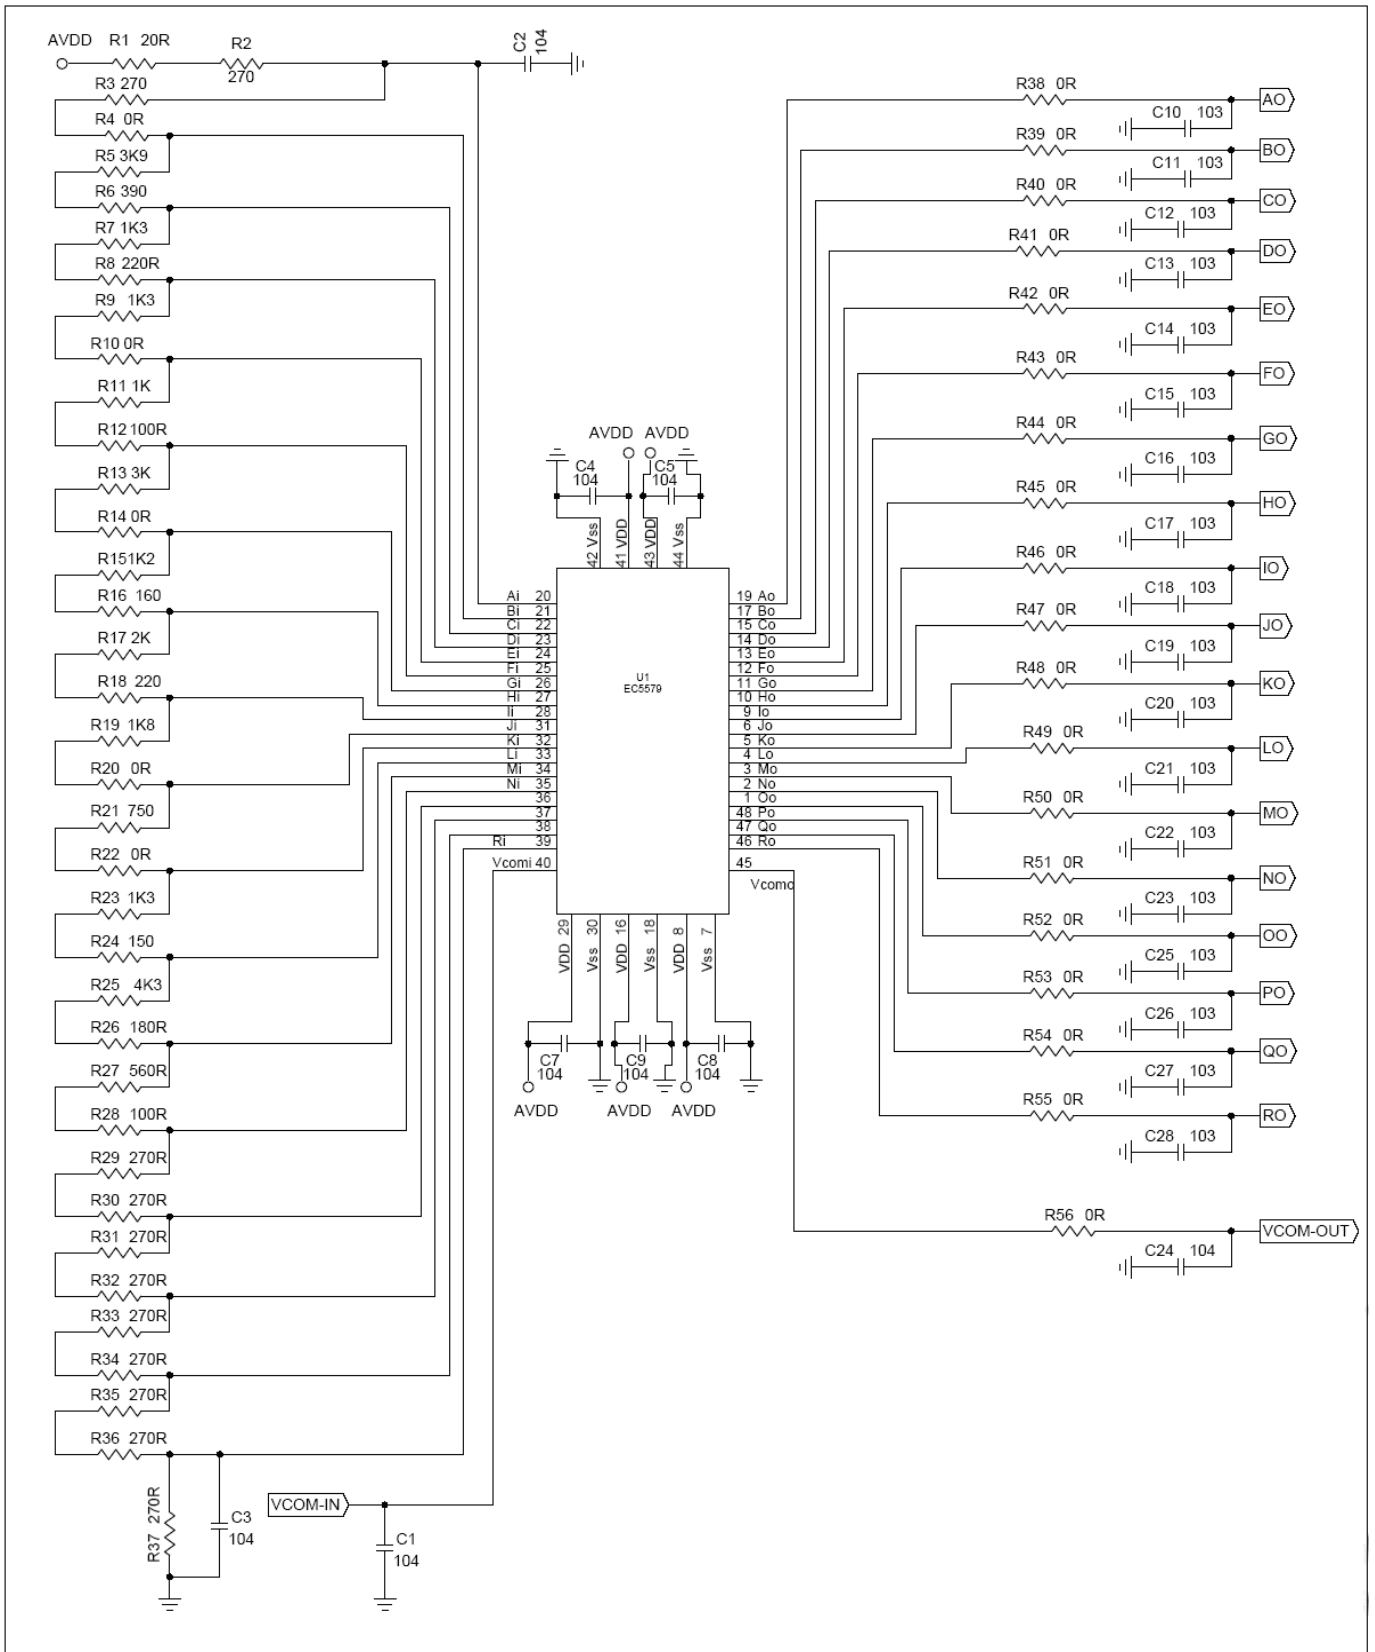 AVDD R1 20R R2
270
C2
104
R3 270
R4 0R
R5 3K9
R6 390
R7 1K3
R8 220R
R9 1K3
R10 0R
R11 1K
R12 100R
R13 3K
R14 0R
R15 1K2
R16 160
R17 2K
R18 220
R19 1K8
R20 0R
R21 750
R22 0R
R23 1K3
R24 150
R25 4K3
R26 180R
R27 560R
R28 100R
R29 270R
R30 270R
R31 270R
R32 270R
R33 270R
R34 270R
R35 270R
R36 270R
R37 270R
C3
104
VCOM-IN
C1
104
AVDD AVDD
C4
104
C5
104
42 Vss
41 VDD
43 VDD
44 Vss
U1
EC5579
Ai 20
Bi 21
Ci 22
Di 23
Ei 24
Fi 25
Gi 26
Hi 27
Ii 28
Ji 31
Ki 32
Li 33
Mi 34
Ni 35
36
37
38
Ri 39
Vcomi 40
19 Ao
17 Bo
15 Co
14 Do
13 Eo
12 Fo
11 Go
10 Ho
9 Io
6 Jo
5 Ko
4 Lo
3 Mo
2 No
1 Oo
48 Po
47 Qo
46 Ro
45
Vcomo
VDD 29
Vss 30
VDD 16
Vss 18
VDD 8
Vss 7
C7
104
C9
104
C8
104
AVDD AVDD AVDD
R38 0R
C10 103
AO
R39 0R
C11 103
BO
R40 0R
C12 103
CO
R41 0R
C13 103
DO
R42 0R
C14 103
EO
R43 0R
C15 103
FO
R44 0R
C16 103
GO
R45 0R
C17 103
HO
R46 0R
C18 103
IO
R47 0R
C19 103
JO
R48 0R
C20 103
KO
R49 0R
C21 103
LO
R50 0R
C22 103
MO
R51 0R
C23 103
NO
R52 0R
C25 103
OO
R53 0R
C26 103
PO
R54 0R
C27 103
QO
R55 0R
C28 103
RO
R56 0R
C24 104
VCOM-OUT